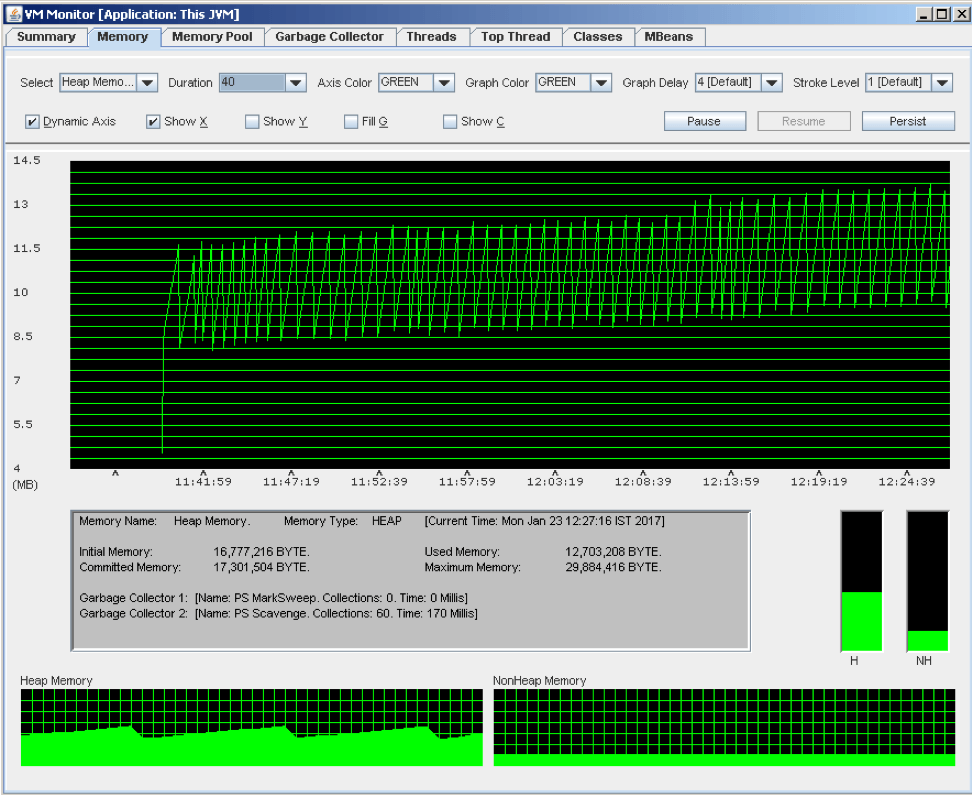 VM Monitor [Application: This JVM]
Summary Memory Memory Pool Garbage Collector Threads Top Thread Classes MBeans
Select Heap Memo... Duration 40 Axis Color GREEN Graph Color GREEN Graph Delay 4 [Default] Stroke Level 1 [Default]
Dynamic Axis Show X Show Y Fill G Show C Pause Resume Persist
14.5
13
11.5
10
8.5
7
5.5
4
(MB)
11:41:59 11:47:19 11:52:39 11:57:59 12:03:19 12:08:39 12:13:59 12:19:19 12:24:39
Memory Name: Heap Memory. Memory Type: HEAP [Current Time: Mon Jan 23 12:27:16 IST 2017]
Initial Memory: 16,777,216 BYTE. Used Memory: 12,703,208 BYTE.
Committed Memory: 17,301,504 BYTE. Maximum Memory: 29,884,416 BYTE.
Garbage Collector 1: [Name: PS MarkSweep. Collections: 0. Time: 0 Millis]
Garbage Collector 2: [Name: PS Scavenge. Collections: 60. Time: 170 Millis]
H NH
Heap Memory NonHeap Memory